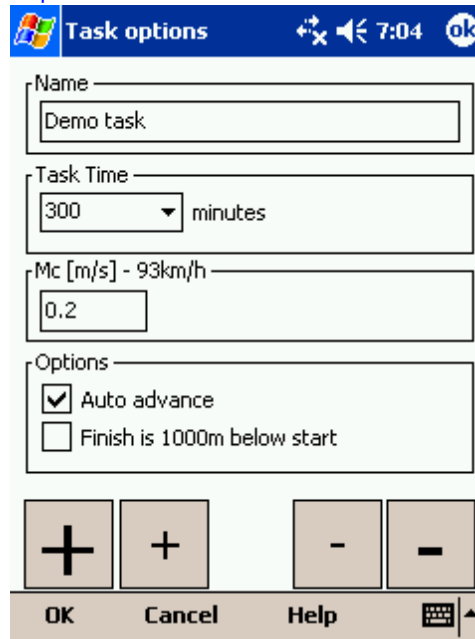 Task options 7:04 ok
Name
Demo task
Task Time
300 minutes
Mc [m/s] - 93km/h
0.2
Options
Auto advance
Finish is 1000m below start
+ + - -
OK Cancel Help